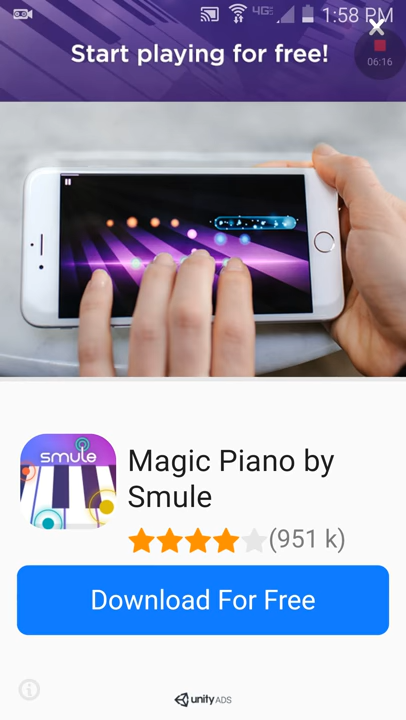 4G
1:58 PM
Start playing for free!
06:16
smule
Magic Piano by
Smule
(951 k)
Download For Free
unity ADS